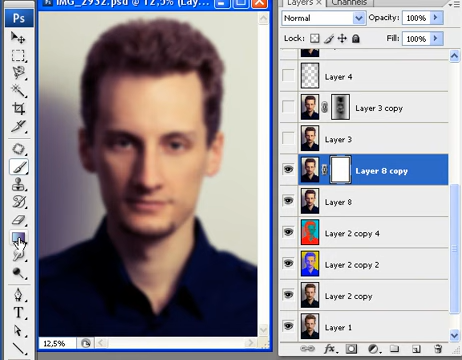 IMG_2932.psd @ 12,5% (Lay...
Ps
12,5%
Layers ×
Channels
Normal
Opacity: 100%
Lock:
Fill: 100%
Layer 4
Layer 3 copy
Layer 3
Layer 8 copy
Layer 8
Layer 2 copy 4
Layer 2 copy 2
Layer 2 copy
Layer 1
fx
T